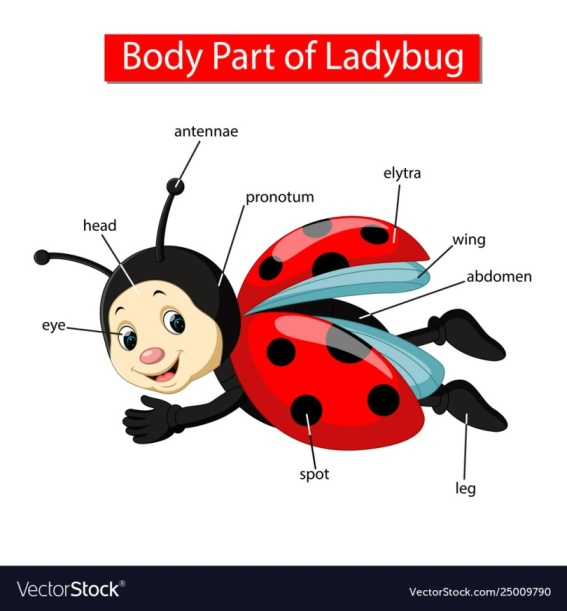 Body Part of Ladybug
antennae
elytra
pronotum
head
wing
abdomen
eye
spot
leg
VectorStock®
VectorStock.com/25009790